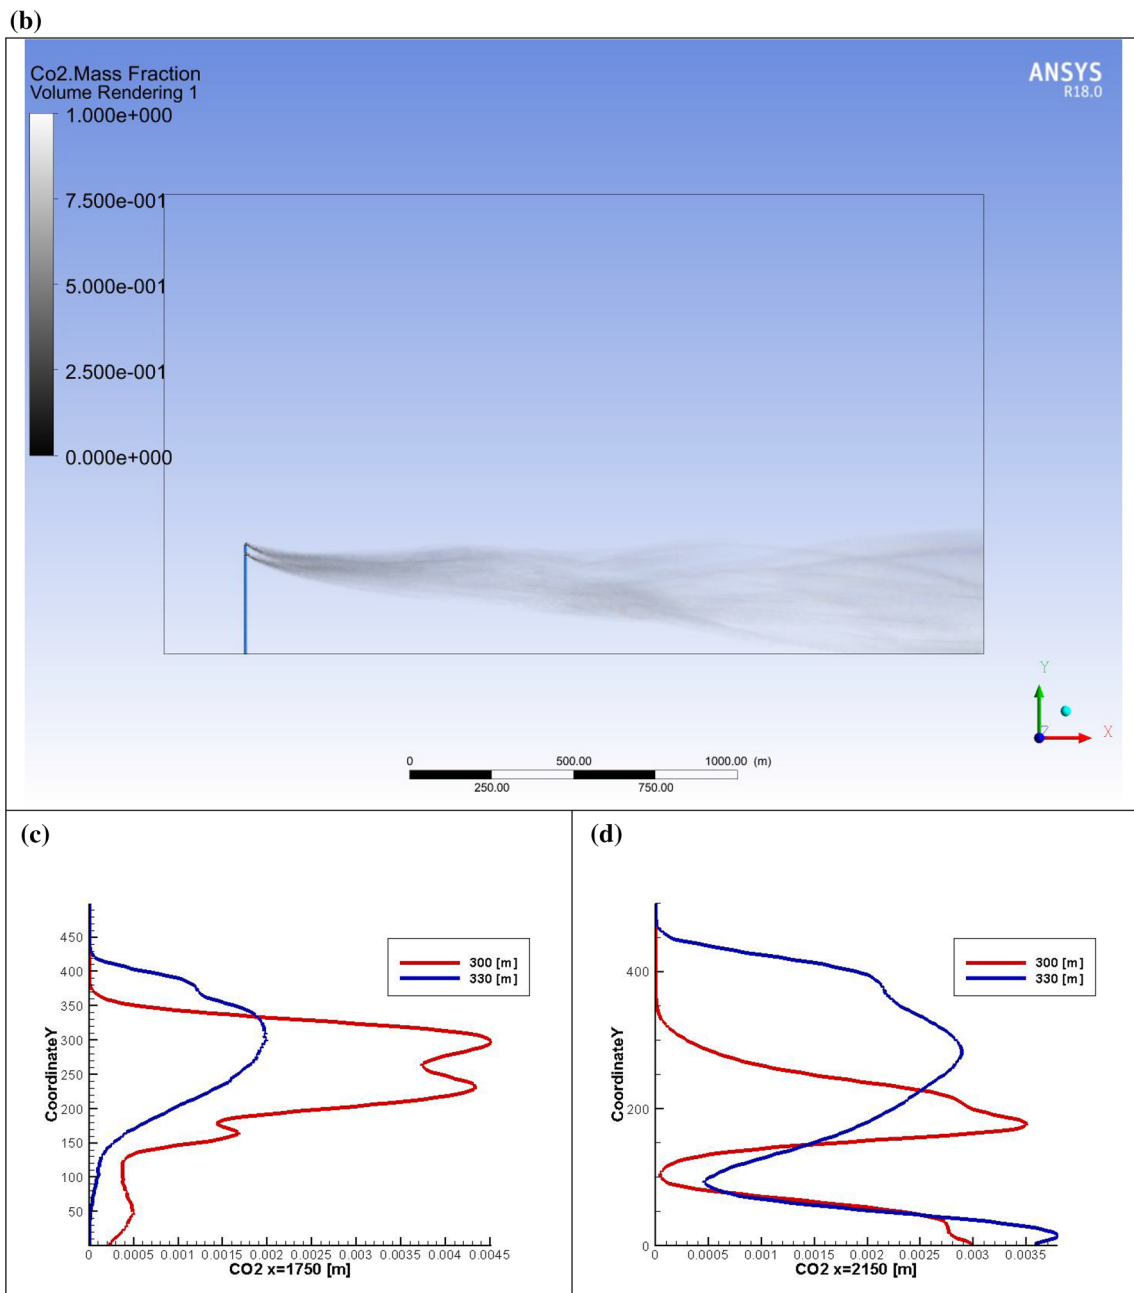 (b)
Co2.Mass Fraction
Volume Rendering 1
1.000e+000
7.500e-001
5.000e-001
2.500e-001
0.000e+000
ANSYS
R18.0
Y
Z
X
0 500.00 1000.00 (m)
250.00 750.00
(c)
450
400
350
300
250
200
150
100
50
CoordinateY
300 [m]
330 [m]
0 0.0005 0.001 0.0015 0.002 0.0025 0.003 0.0035 0.004 0.0045
CO2 x=1750 [m]
(d)
400
200
0
CoordinateY
300 [m]
330 [m]
0 0.0005 0.001 0.0015 0.002 0.0025 0.003 0.0035
CO2 x=2150 [m]